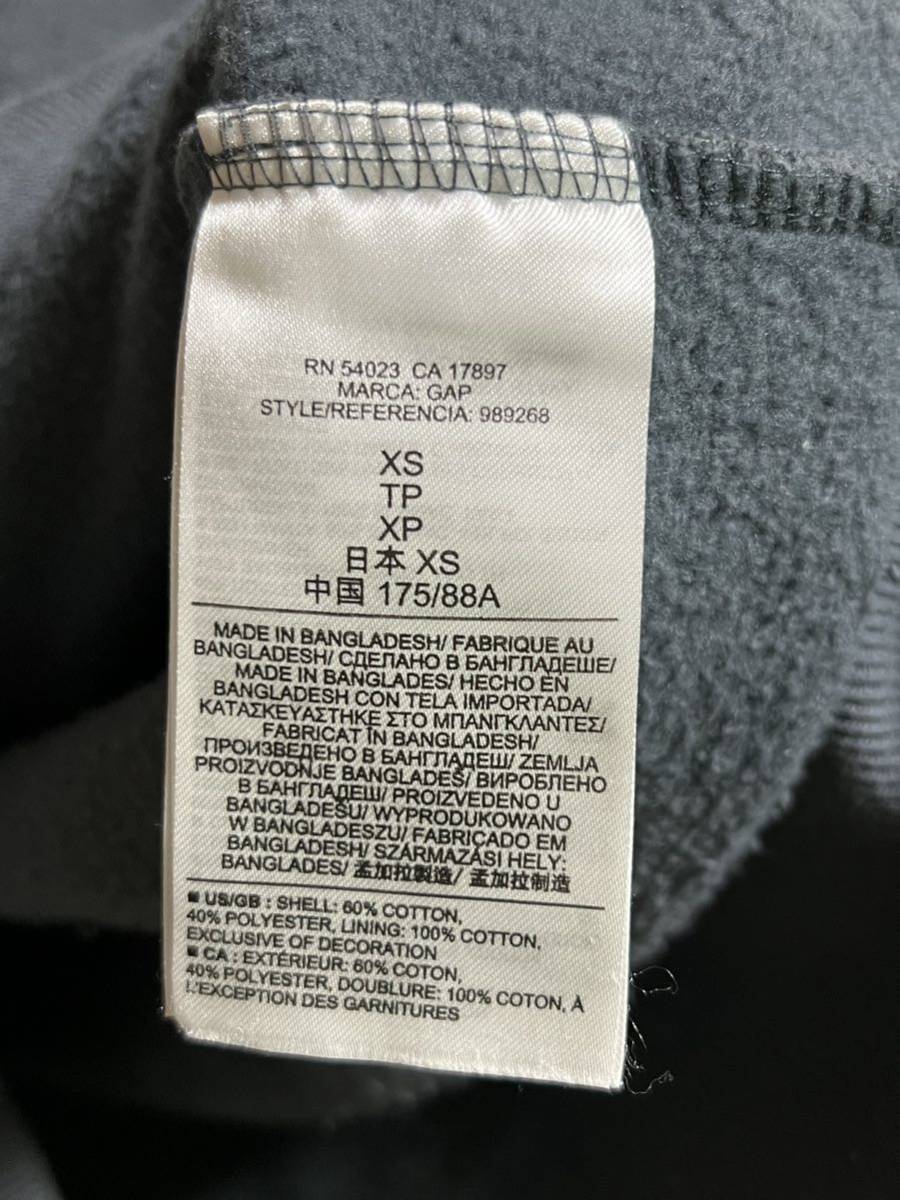 RN 54023 CA 17897
MARCA: GAP
STYLE/REFERENCIA: 989268
XS
TP
XP
日本 XS
中国 175/88A
MADE IN BANGLADESH/ FABRIQUE AU
BANGLADESH/ СДЕЛАНО В БАНГЛАДЕШЕ/
MADE IN BANGLADES/ HECHO EN
BANGLADESH CON TELA IMPORTADA/
ΚΑΤΑΣΚΕΥΑΣΤΗΚΕ ΣΤΟ ΜΠΑΝΓΚΛΑΝΤΕΣ/
FABRICAT ÎN BANGLADESH/
ПРОИЗВЕДЕНО В БАНГЛАДЕШ/ ZEMLJA
PROIZVODNJE BANGLADEŠ/ ВИРОБЛЕНО
В БАНГЛАДЕШ/ PROIZVEDENO U
BANGLADEŠU/ WYPRODUKOWANO
W BANGLADESZU/ FABRICADO EM
BANGLADESH/ SZÁRMAZÁSI HELY:
BANGLADES/ 孟加拉製造/ 孟加拉制造
■ US/GB : SHELL: 60% COTTON,
40% POLYESTER, LINING: 100% COTTON,
EXCLUSIVE OF DECORATION
■ CA : EXTÉRIEUR: 60% COTON,
40% POLYESTER, DOUBLURE: 100% COTON, À
L'EXCEPTION DES GARNITURES